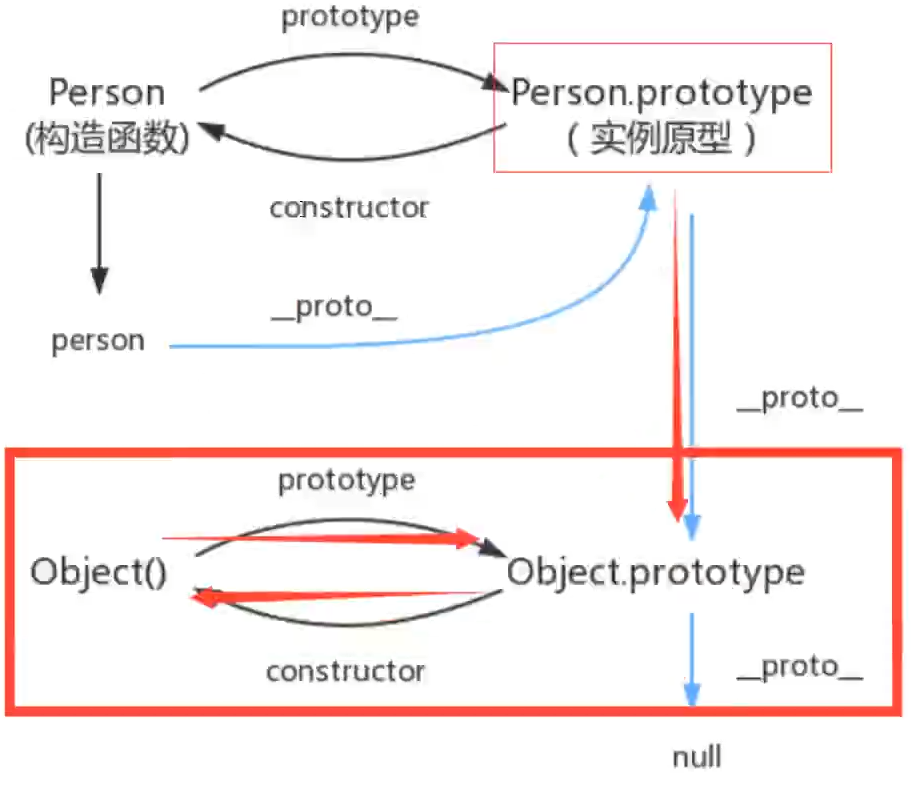 prototype
Person
(构造函数)
Person.prototype
（实例原型）
constructor
__proto__
person
__proto__
prototype
Object()
Object.prototype
constructor
__proto__
null